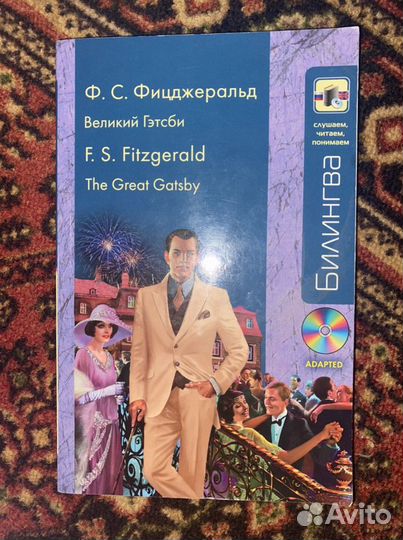 Ф. С. Фицджеральд
Великий Гэтсби
F. S. Fitzgerald
The Great Gatsby
слушаем,
читаем,
понимаем
Билингва
ADAPTED
Avito